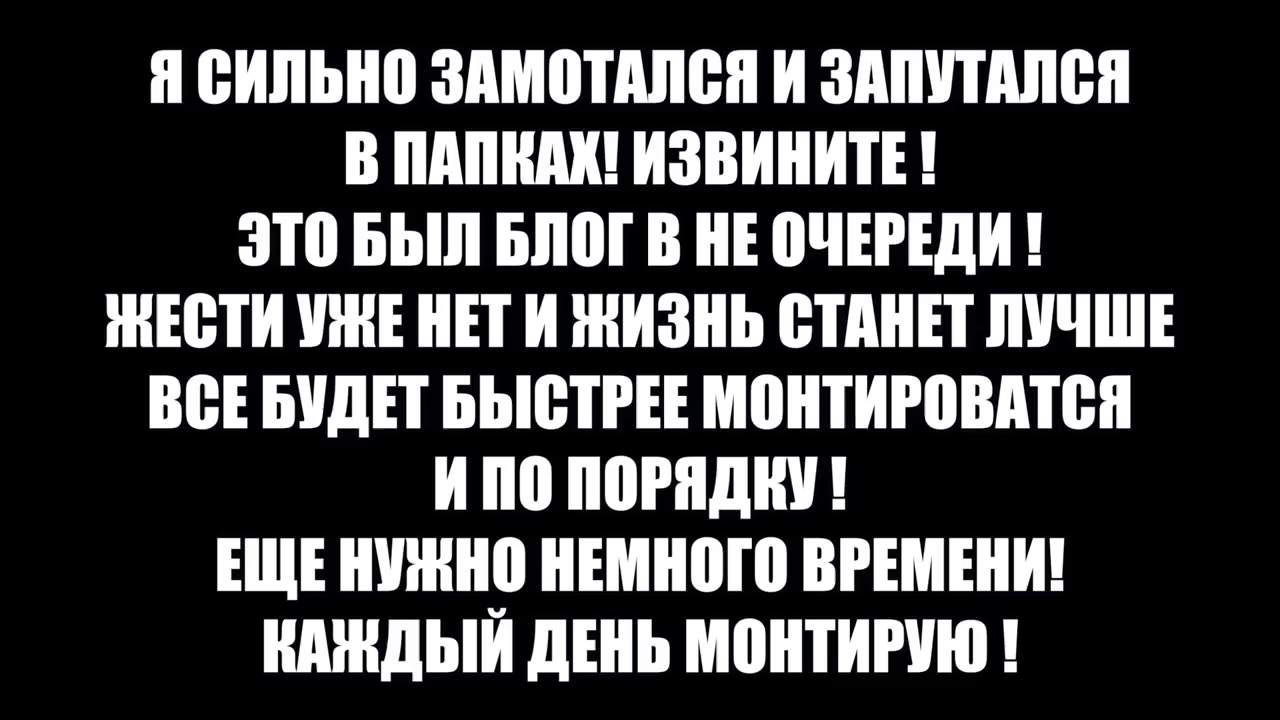 Я СИЛЬНО ЗАМОТАЛСЯ И ЗАПУТАЛСЯ
В ПАПКАХ! ИЗВИНИТЕ !
ЭТО БЫЛ БЛОГ В НЕ ОЧЕРЕДИ !
ЖЕСТИ УЖЕ НЕТ И ЖИЗНЬ СТАНЕТ ЛУЧШЕ
ВСЕ БУДЕТ БЫСТРЕЕ МОНТИРОВАТСЯ
И ПО ПОРЯДКУ !
ЕЩЕ НУЖНО НЕМНОГО ВРЕМЕНИ!
КАЖДЫЙ ДЕНЬ МОНТИРУЮ !